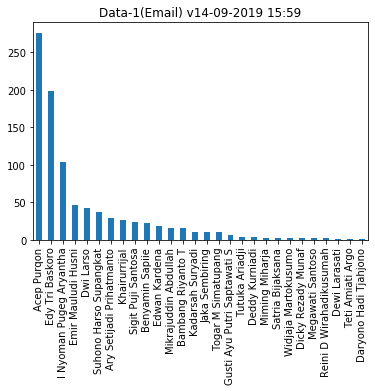 Data-1(Email) v14-09-2019 15:59
250
200
150
100
50
0
Acep Purqon
Edy Tri Baskoro
I Nyoman Pugeg Aryantha
Emir Mauludi Husni
Dwi Larso
Suhono Harso Supangkat
Ary Setijadi Prihatmanto
Khairurrijal
Sigit Puji Santosa
Benyamin Sapiie
Edwan Kardena
Mikrajuddin Abdullah
Bambang Riyanto T
Kadarsah Suryadi
Jaka Sembiring
Togar M Simatupang
Gusti Ayu Putri Saptawati S
Tutuka Ariadji
Deddy Kurniadi
Miming Miharja
Satria Bijaksana
Widjaja Martokusumo
Dicky Rezady Munaf
Megawati Santoso
Reini D Wirahadikusumah
Dewi Larasati
Teti Armiati Argo
Daryono Hadi Tjahjono